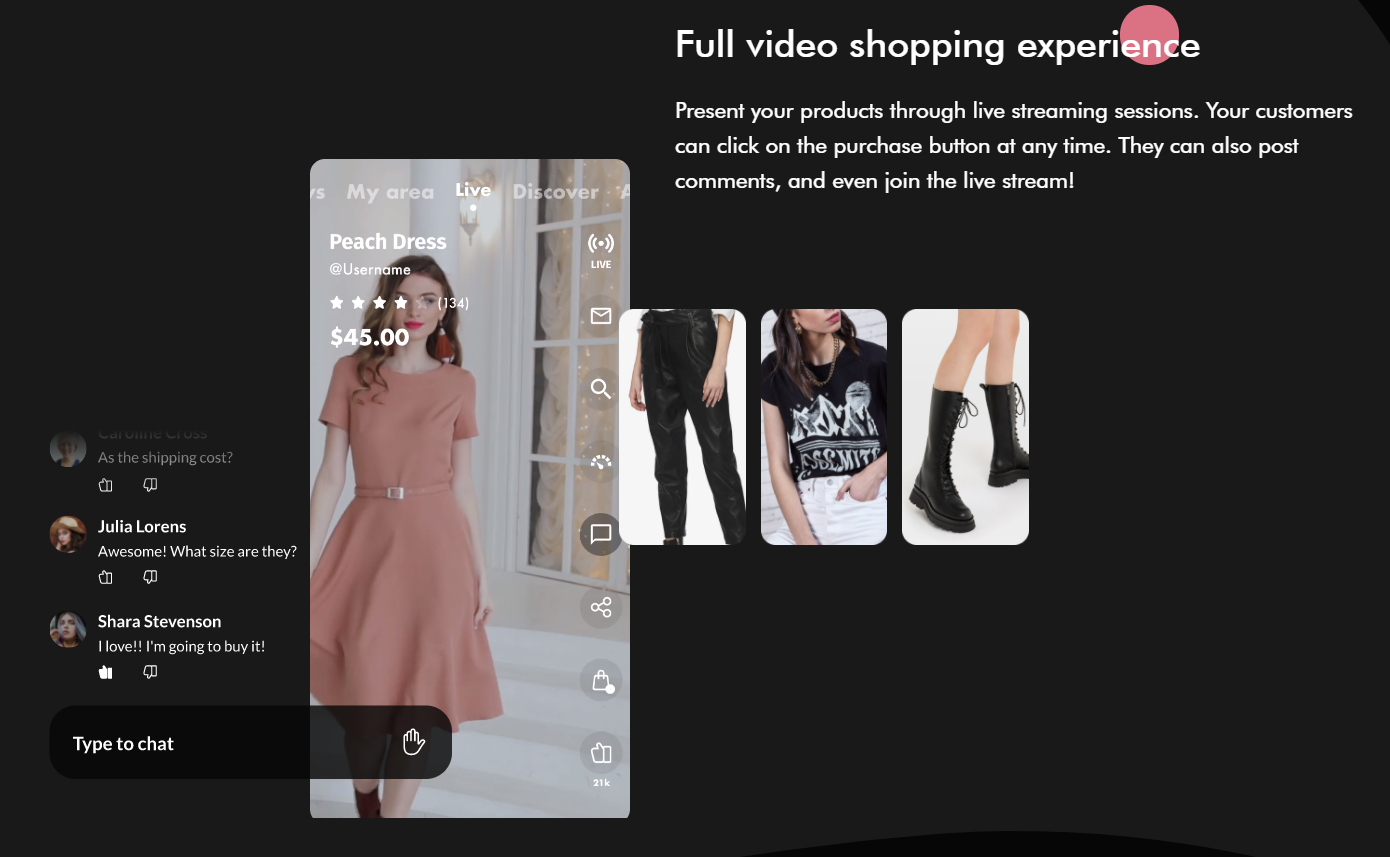 Full video shopping experience
Present your products through live streaming sessions. Your customers
can click on the purchase button at any time. They can also post
comments, and even join the live stream!
My area Live Discover
Peach Dress
@Username
(134)
$45.00
LIVE
21k
Caroline Cross
As the shipping cost?
Julia Lorens
Awesome! What size are they?
Shara Stevenson
I love!! I'm going to buy it!
Type to chat
YOSEMITE